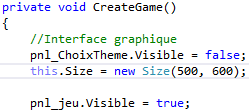 private void CreateGame()
{
//Interface graphique
pnl_ChoixTheme.Visible = false;
this.Size = new Size(500, 600);
pnl_jeu.Visible = true;